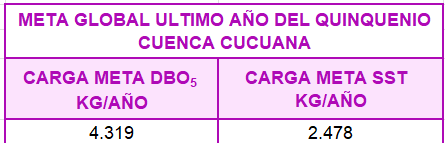 META GLOBAL ULTIMO AÑO DEL QUINQUENIO
CUENCA CUCUANA
CARGA META DBO₅
KG/AÑO
CARGA META SST
KG/AÑO
4.319
2.478